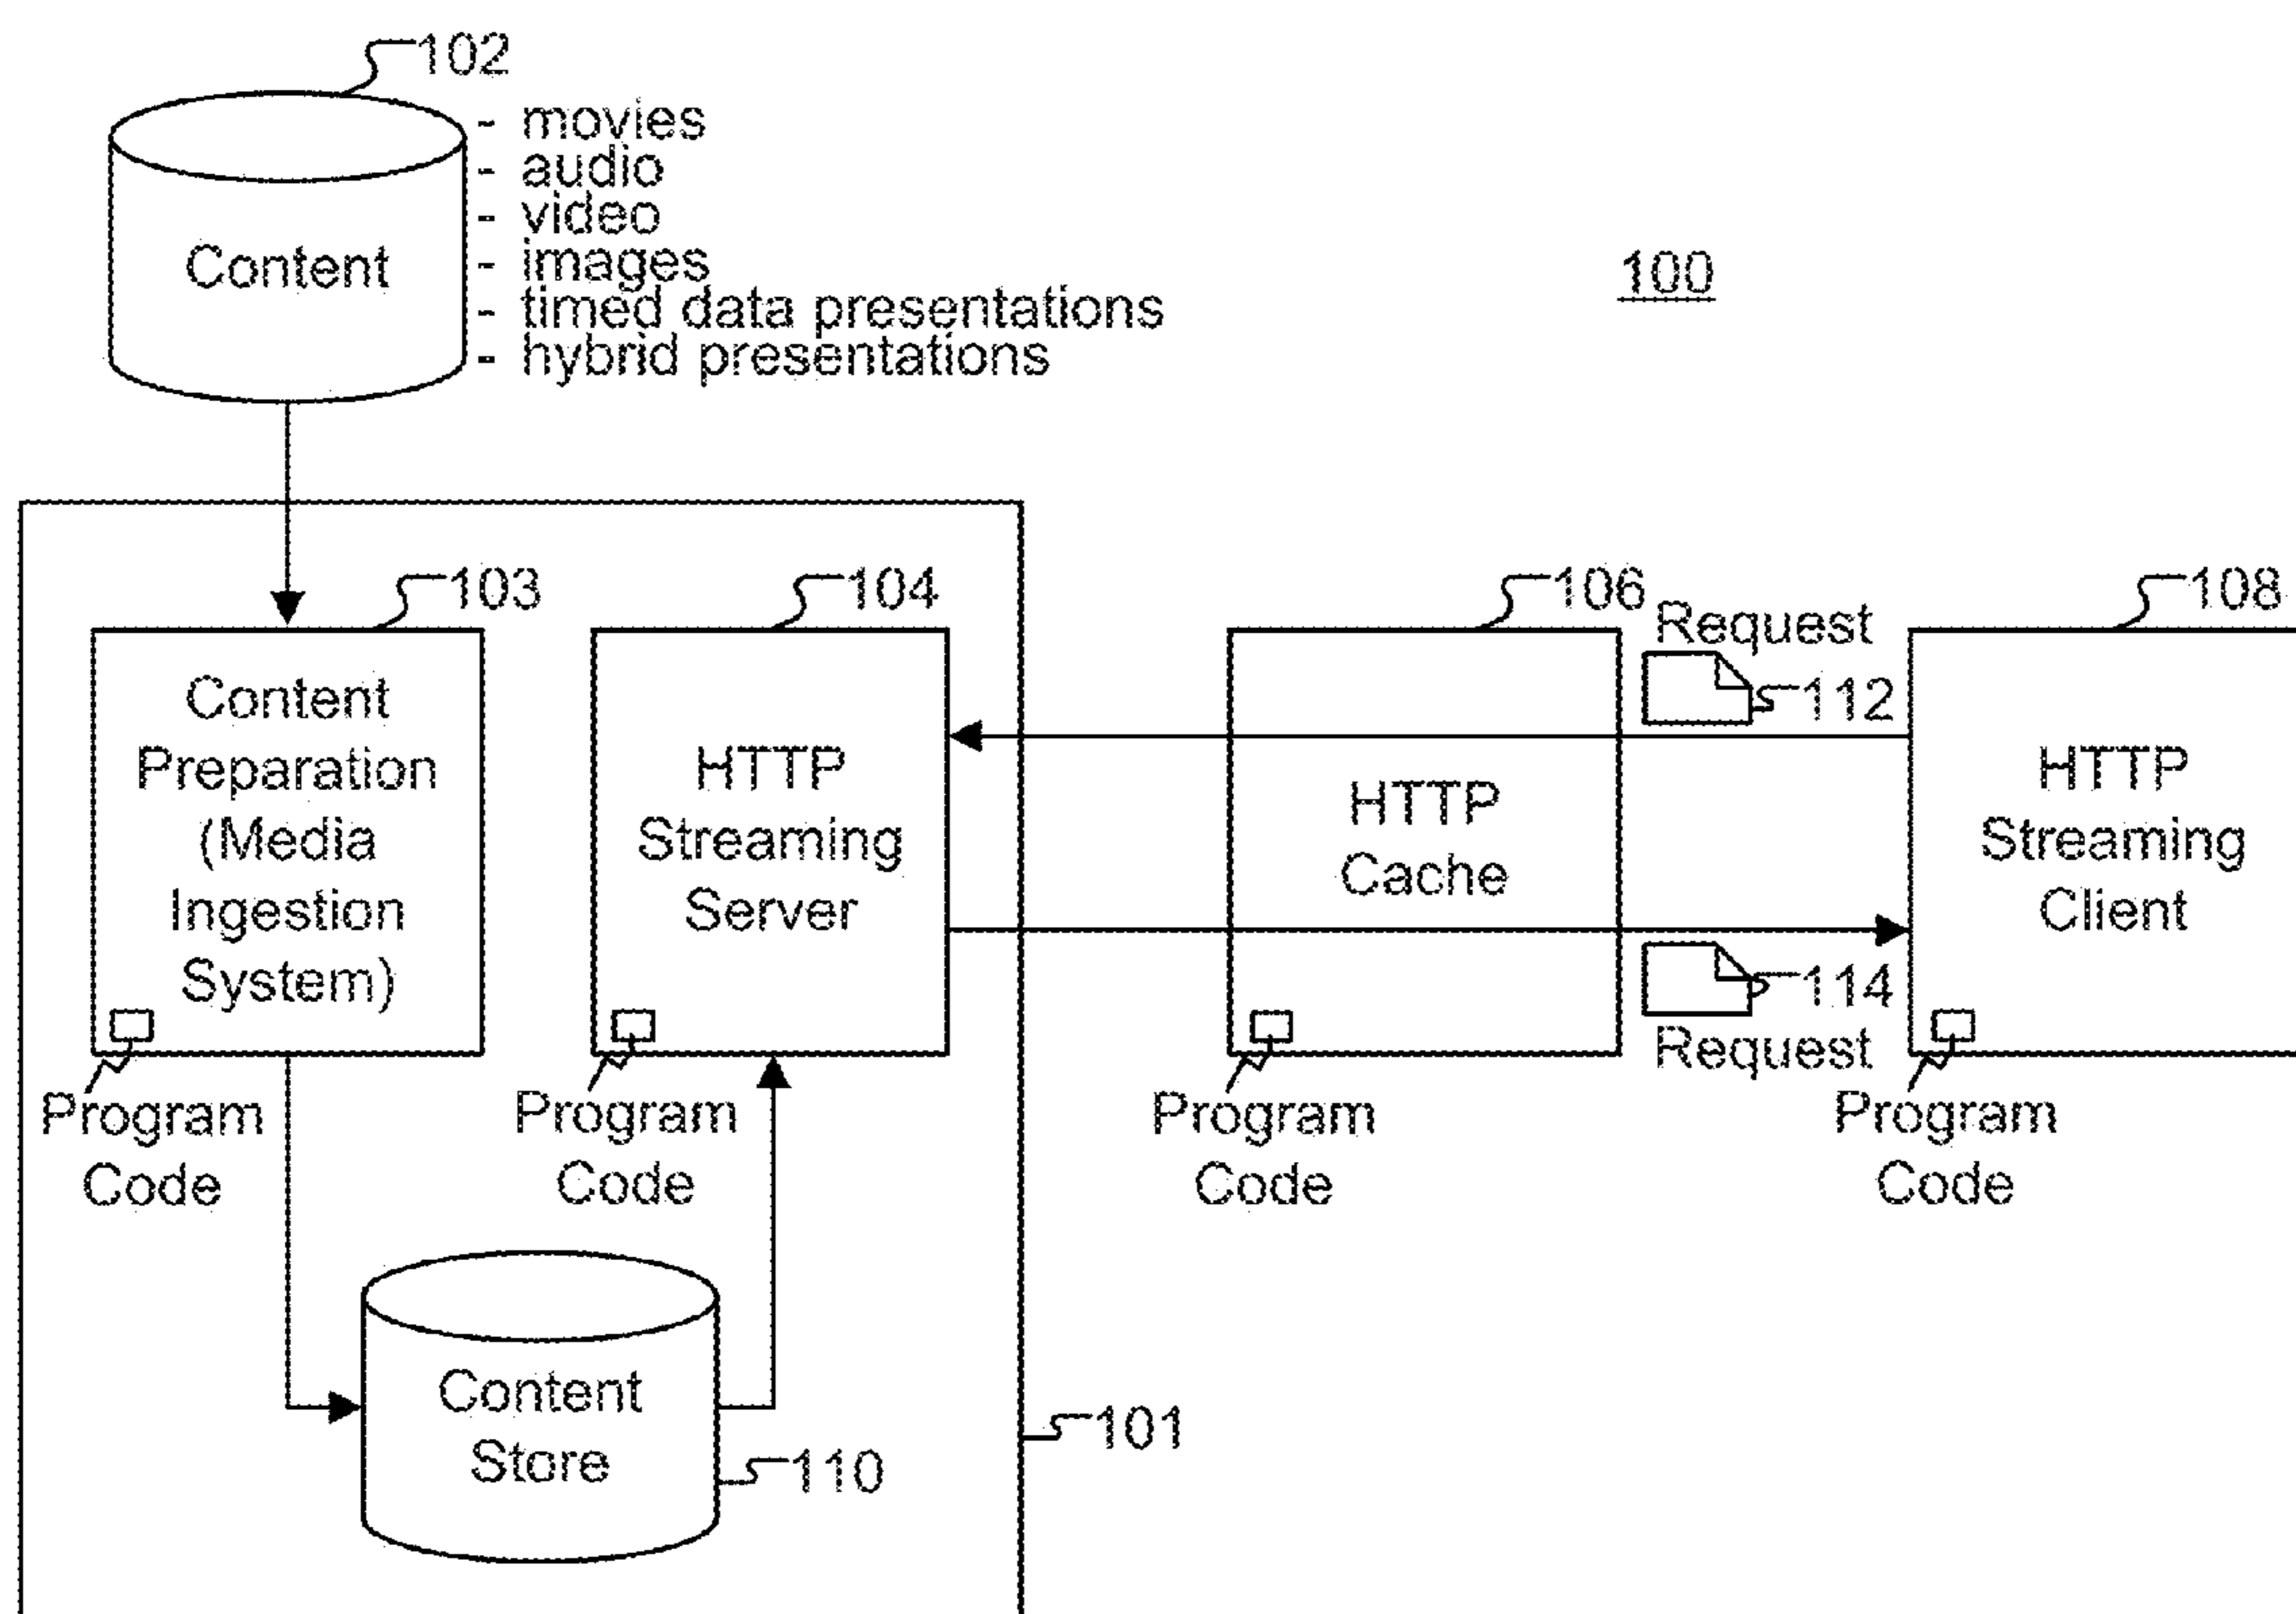 102
- movies
- audio
- video
- images
- timed data presentations
- hybrid presentations
Content
100
103
104
106
108
Request
112
Content
Preparation
(Media
Ingestion
System)
HTTP
Streaming
Server
HTTP
Cache
HTTP
Streaming
Client
114
Request
Program
Code
Program
Code
Program
Code
Program
Code
Content
Store
101
110